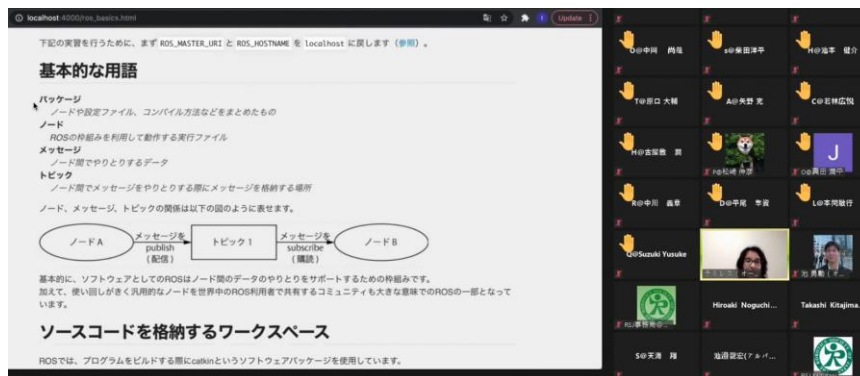 localhost:4000/ros_basics.html
Update
下記の実習を行うために、まず ROS_MASTER_URI と ROS_HOSTNAME を localhost に戻します（参照）。
基本的な用語
パッケージ
ノードや設定ファイル、コンパイル方法などをまとめたもの
ノード
ROSの枠組みを利用して動作する実行ファイル
メッセージ
ノード間でやりとりするデータ
トピック
ノード間でメッセージをやりとりする際にメッセージを格納する場所
ノード、メッセージ、トピックの関係は以下の図のように表せます。
ノードA
メッセージを
publish
（配信）
トピック1
メッセージを
subscribe
（購読）
ノードB
基本的に、ソフトウェアとしてのROSはノード間のデータのやりとりをサポートするための枠組みです。
加えて、使い回しがきく汎用的なノードを世界中のROS利用者で共有するコミュニティも大きな意味でのROSの一部となって
います。
ソースコードを格納するワークスペース
ROSでは、プログラムをビルドする際にcatkinというソフトウェアパッケージを使用しています。
O@中岡
s@柴田洋平
T@原口 大輔
A@矢野 充
C@若林広悦
J
R@中川 義章
D@平尾
Q@Suzuki Yusuke
Hiroaki Noguchi...
Takashi Kitajima
S@天海 翔